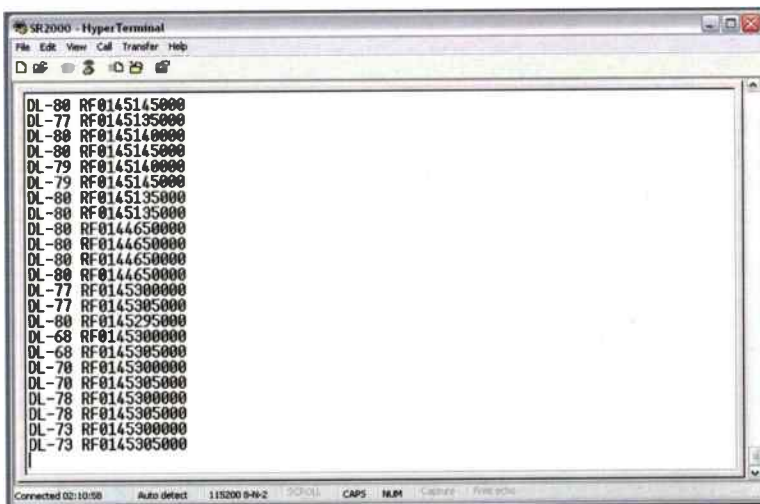 SR2000 - HyperTerminal
File Edit View Call Transfer Help
DL-80 RF0145145000
DL-77 RF0145135000
DL-80 RF0145140000
DL-80 RF0145145000
DL-79 RF0145140000
DL-79 RF0145145000
DL-80 RF0145135000
DL-80 RF0145135000
DL-80 RF0144650000
DL-80 RF0144650000
DL-80 RF0144650000
DL-80 RF0144650000
DL-77 RF0145300000
DL-77 RF0145305000
DL-80 RF0145295000
DL-68 RF0145300000
DL-68 RF0145305000
DL-70 RF0145300000
DL-70 RF0145305000
DL-78 RF0145300000
DL-78 RF0145305000
DL-73 RF0145300000
DL-73 RF0145305000
Connected 02:10:58 Auto detect 115200 8-N-2 SCROLL CAPS NUM Capture Print echo